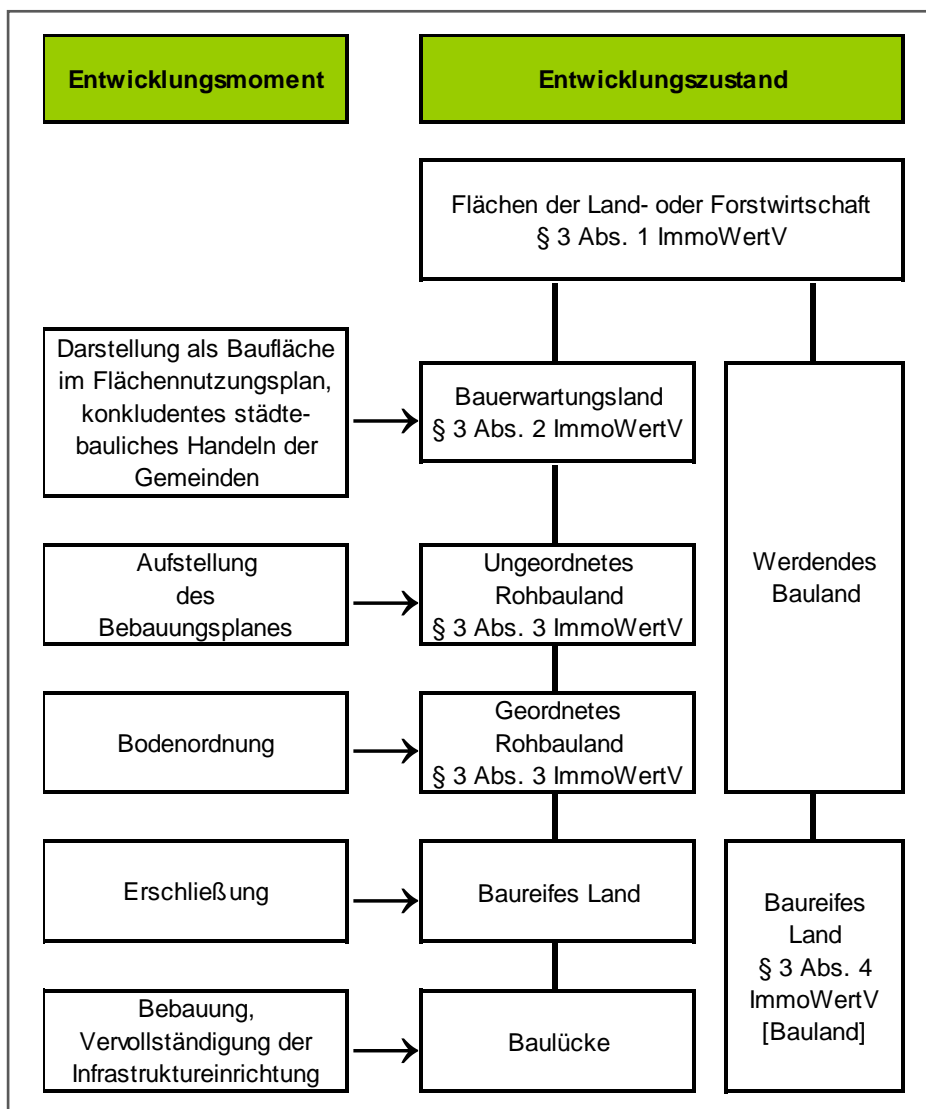 Entwicklungsmoment
Entwicklungszustand
Flächen der Land- oder Forstwirtschaft
§ 3 Abs. 1 ImmoWertV
Darstellung als Baufläche
im Flächennutzungsplan,
konkludentes städte-
bauliches Handeln der
Gemeinden
Bauerwartungsland
§ 3 Abs. 2 ImmoWertV
Aufstellung
des
Bebauungsplanes
Ungeordnetes
Rohbauland
§ 3 Abs. 3 ImmoWertV
Werdendes
Bauland
Bodenordnung
Geordnetes
Rohbauland
§ 3 Abs. 3 ImmoWertV
Erschließung
Baureifes Land
Baureifes
Land
§ 3 Abs. 4
ImmoWertV
[Bauland]
Bebauung,
Vervollständigung der
Infrastruktureinrichtung
Baulücke